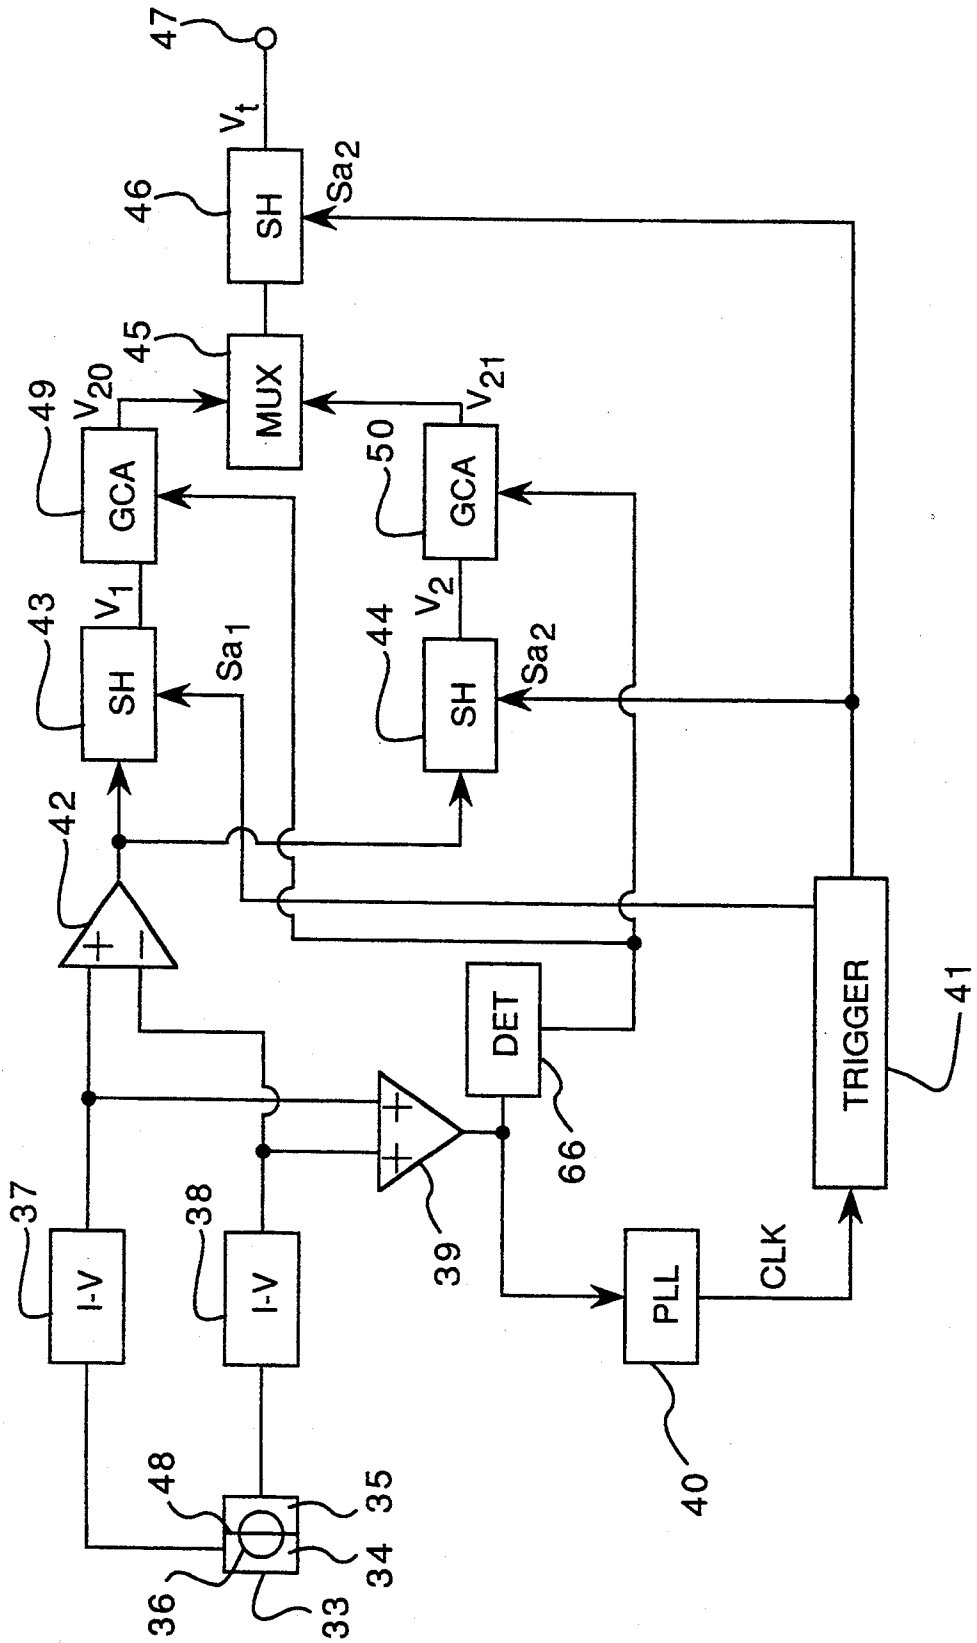 37
I-V
38
I-V
48
36
35
34
33
39
+
+
42
+
−
43
SH
V1
49
GCA
V20
Sa1
44
SH
V2
50
GCA
V21
Sa2
45
MUX
46
SH
Vt
47
Sa2
DET
66
PLL
40
CLK
TRIGGER
41